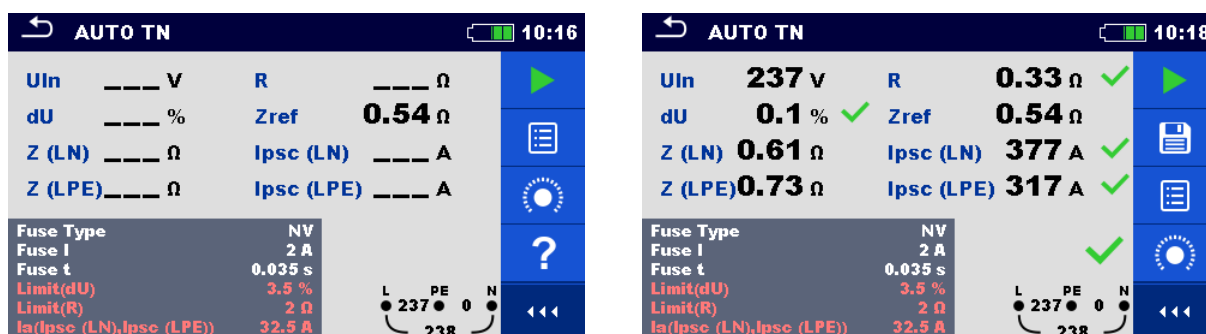 AUTO TN 10:16
Uln ___ V R ___ Ω
dU ___ % Zref 0.54 Ω
Z (LN) ___ Ω Ipsc (LN) ___ A
Z (LPE) ___ Ω Ipsc (LPE) ___ A
Fuse Type NV
Fuse I 2 A
Fuse t 0.035 s
Limit(dU) 3.5 %
Limit(R) 2 Ω
Ia(Ipsc (LN),Ipsc (LPE)) 32.5 A
L PE N
237 0
238
?
AUTO TN 10:18
Uln 237 V R 0.33 Ω
dU 0.1 % Zref 0.54 Ω
Z (LN) 0.61 Ω Ipsc (LN) 377 A
Z (LPE) 0.73 Ω Ipsc (LPE) 317 A
Fuse Type NV
Fuse I 2 A
Fuse t 0.035 s
Limit(dU) 3.5 %
Limit(R) 2 Ω
Ia(Ipsc (LN),Ipsc (LPE)) 32.5 A
L PE N
237 0
238